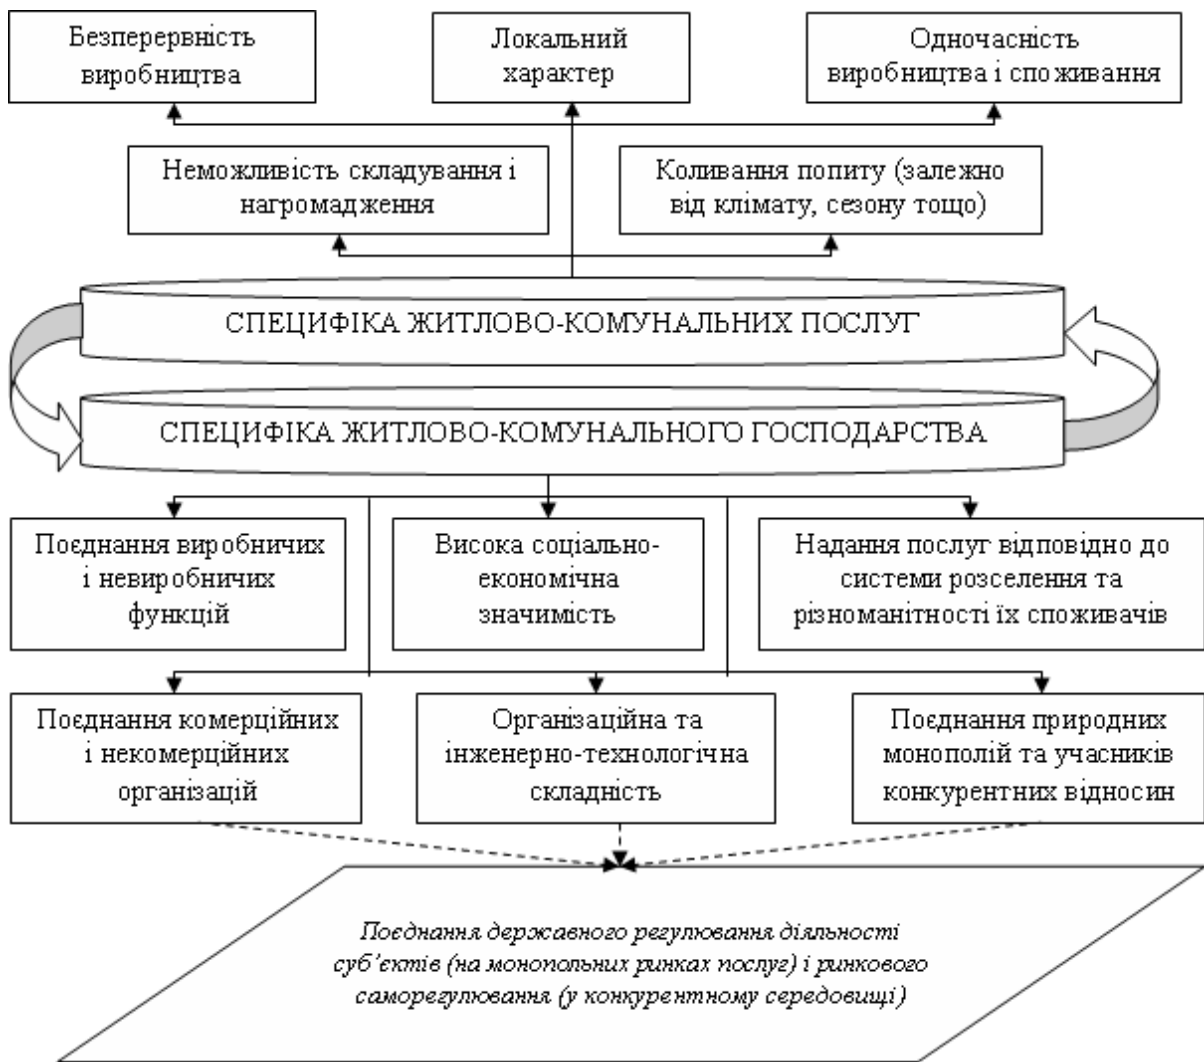 Безперервність
виробництва
Локальний
характер
Одночасність
виробництва і споживання
Неможливість складування і
нагромадження
Коливання попиту (залежно
від клімату, сезону тощо)
СПЕЦИФІКА ЖИТЛОВО-КОМУНАЛЬНИХ ПОСЛУГ
СПЕЦИФІКА ЖИТЛОВО-КОМУНАЛЬНОГО ГОСПОДАРСТВА
Поєднання виробничих
і невиробничих
функцій
Висока соціально-
економічна
значимість
Надання послуг відповідно до
системи розселення та
різноманітності їх споживачів
Поєднання комерційних
і некомерційних
організацій
Організаційна та
інженерно-технологічна
складність
Поєднання природних
монополій та учасників
конкурентних відносин
Поєднання державного регулювання діяльності
суб’єктів (на монопольних ринках послуг) і ринкового
саморегулювання (у конкурентному середовищі)